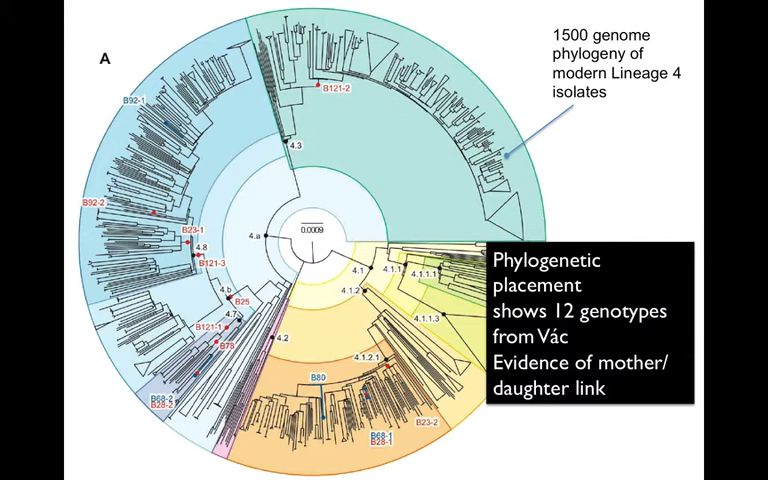 A
1500 genome
phylogeny of
modern Lineage 4
isolates
B92-1
B121-2
4.3
B92-2
B23-1
4.8
B121-3
4.a
0.0009
4.b
B25
4.7
B121-1
B78
4.2
B68-2
B28-2
4.1
4.1.1
4.1.1.1
4.1.2
4.1.1.3
4.1.2.1
B80
B23-2
B68-1
B28-1
Phylogenetic
placement
shows 12 genotypes
from Vác
Evidence of mother/
daughter link